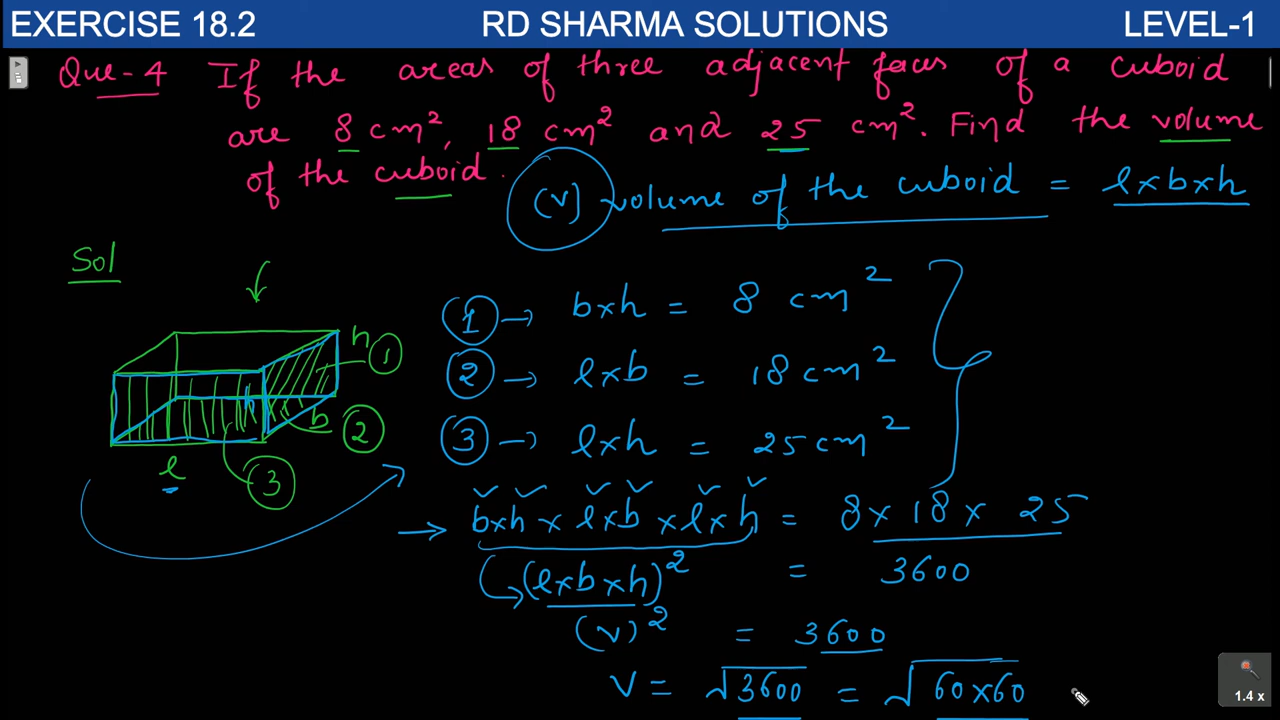 EXERCISE 18.2 RD SHARMA SOLUTIONS LEVEL-1
Que-4 If the areas of three adjacent faces of a cuboid
are 8 cm², 18 cm² and 25 cm². Find the volume
of the cuboid.
(v) volume of the cuboid = l×b×h
Sol
① → b×h = 8 cm²
h ①
② → l×b = 18 cm²
b ②
③ → l×h = 25 cm²
l ③
→ b×h × l×b × l×h = 8×18×25
(l×b×h)² = 3600
(v)² = 3600
v = √3600 = √60×60
1.4 x